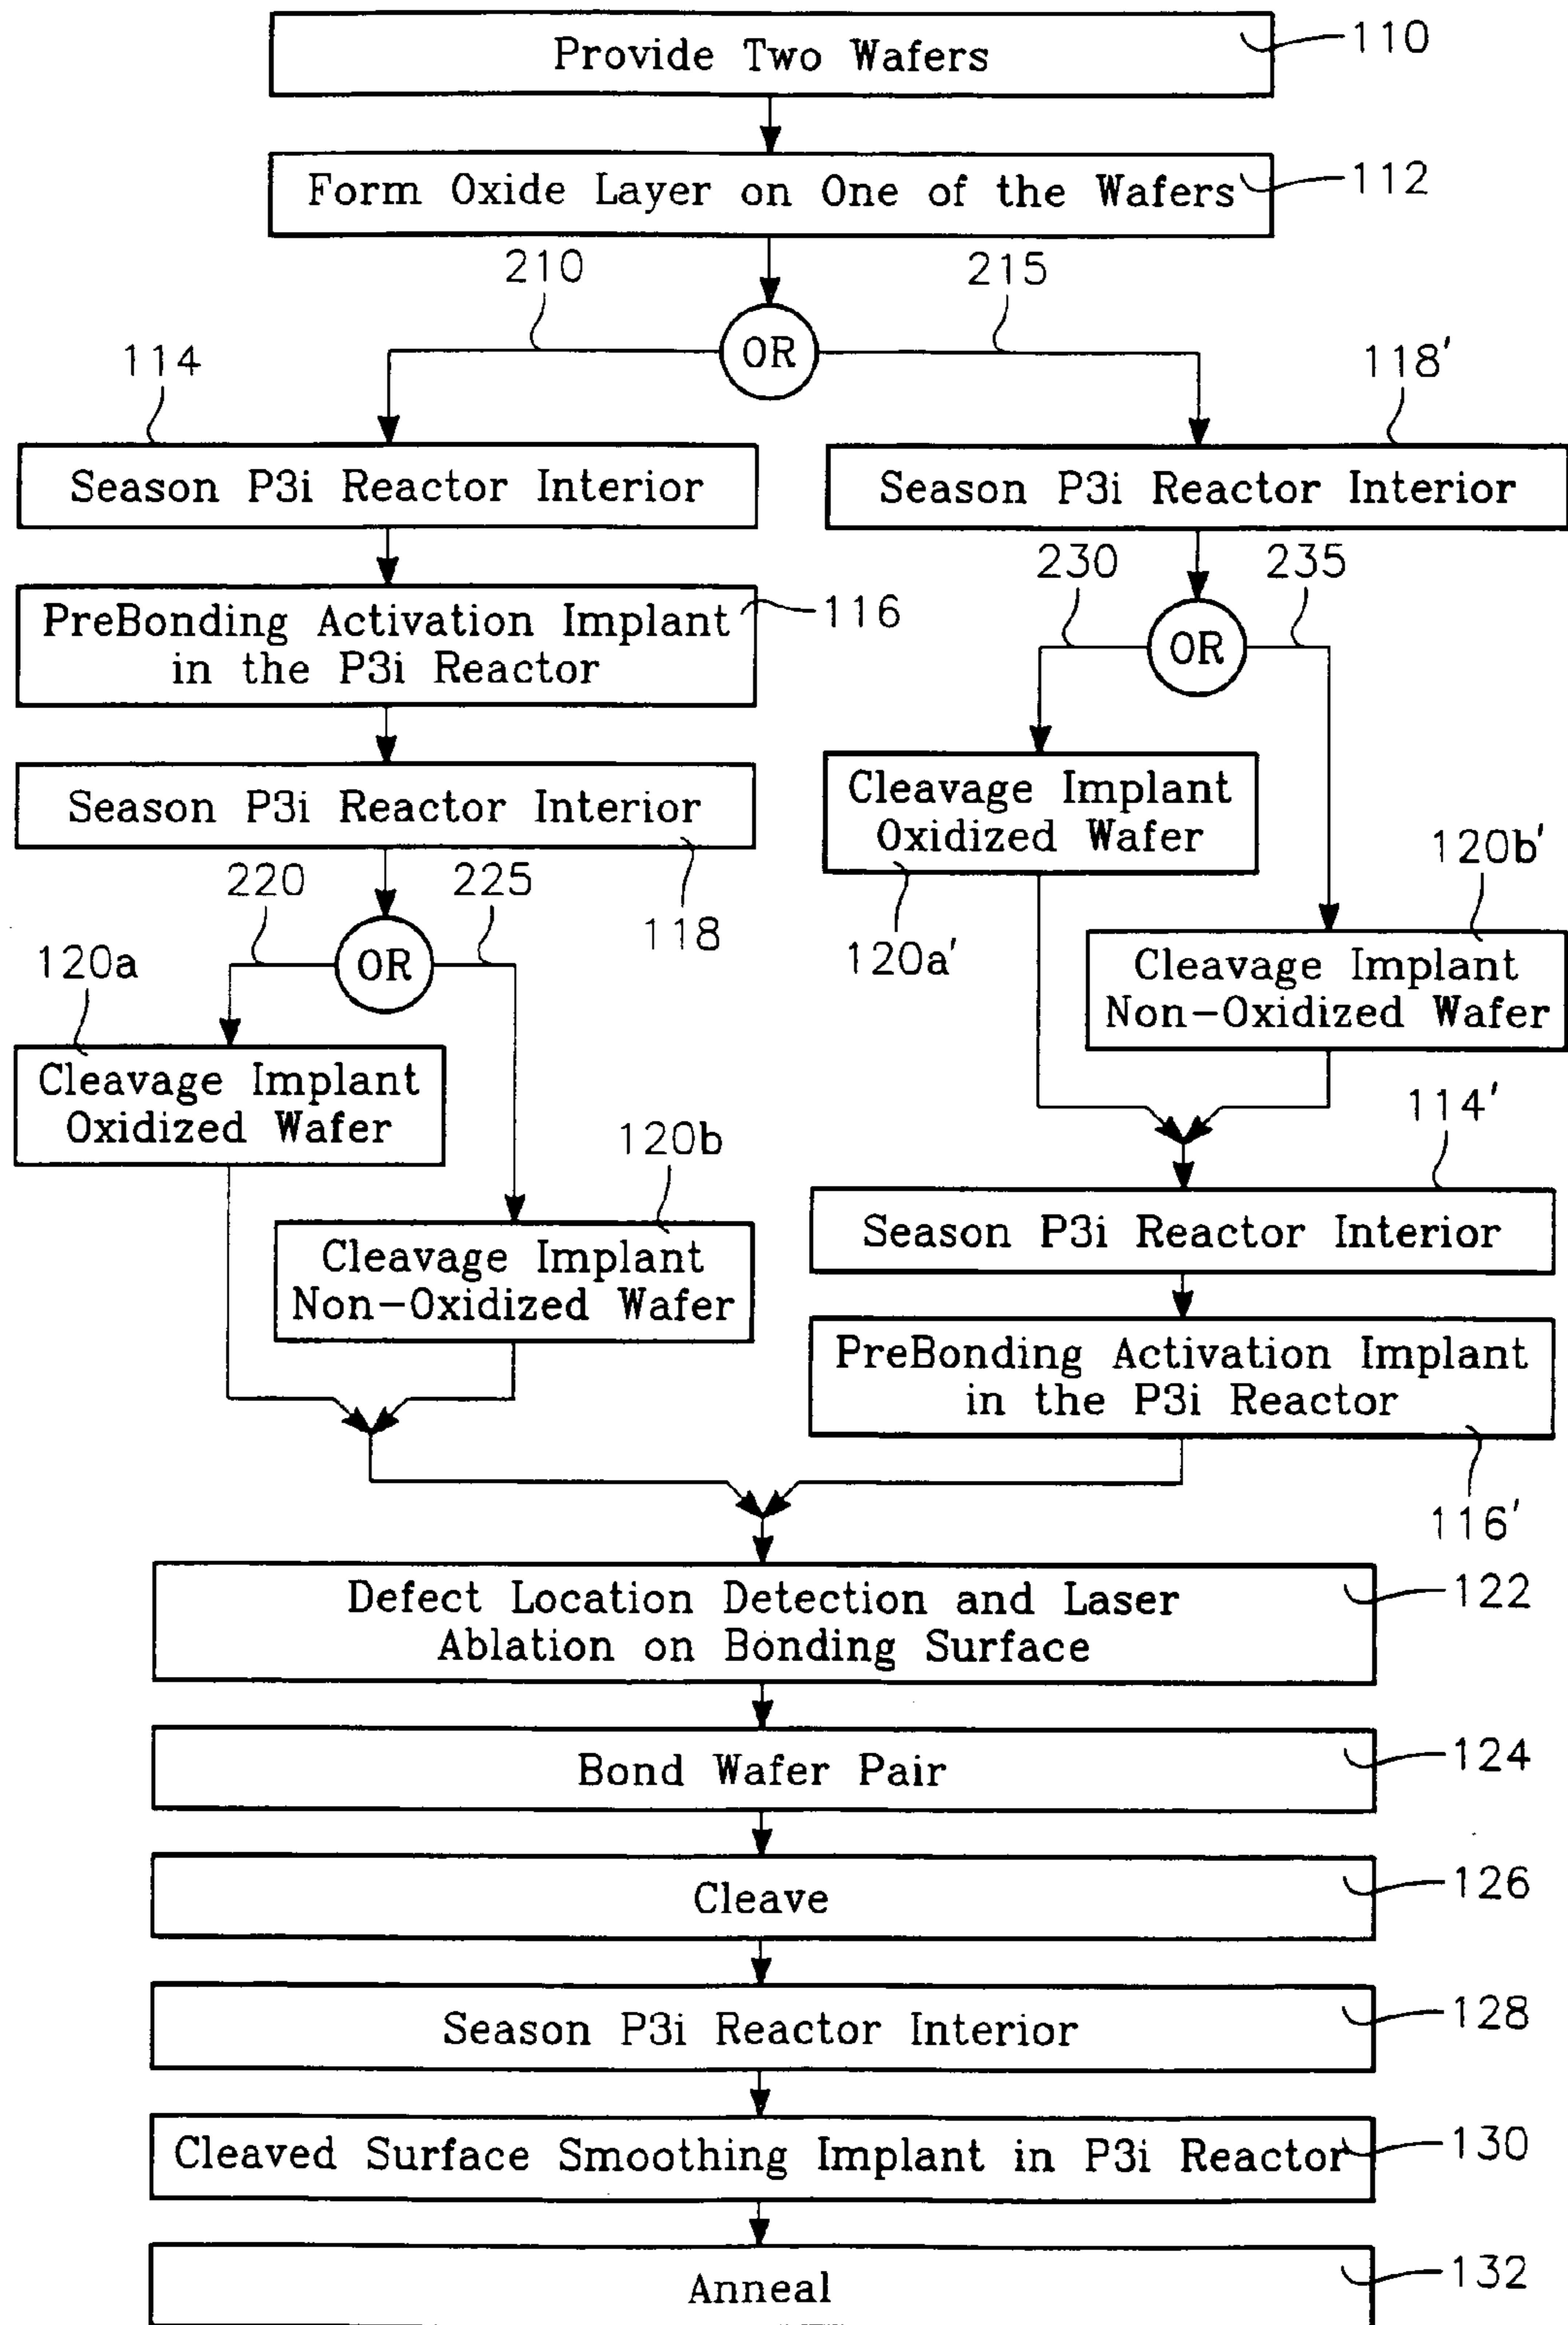 Provide Two Wafers
110
Form Oxide Layer on One of the Wafers
112
210
215
OR
114
118'
Season P3i Reactor Interior
Season P3i Reactor Interior
230
235
PreBonding Activation Implant
in the P3i Reactor
116
OR
Season P3i Reactor Interior
118
Cleavage Implant
Oxidized Wafer
120a'
120b'
Cleavage Implant
Non-Oxidized Wafer
220
225
OR
120a
Cleavage Implant
Oxidized Wafer
120b
Cleavage Implant
Non-Oxidized Wafer
114'
Season P3i Reactor Interior
PreBonding Activation Implant
in the P3i Reactor
116'
Defect Location Detection and Laser
Ablation on Bonding Surface
122
Bond Wafer Pair
124
Cleave
126
Season P3i Reactor Interior
128
Cleaved Surface Smoothing Implant in P3i Reactor
130
Anneal
132